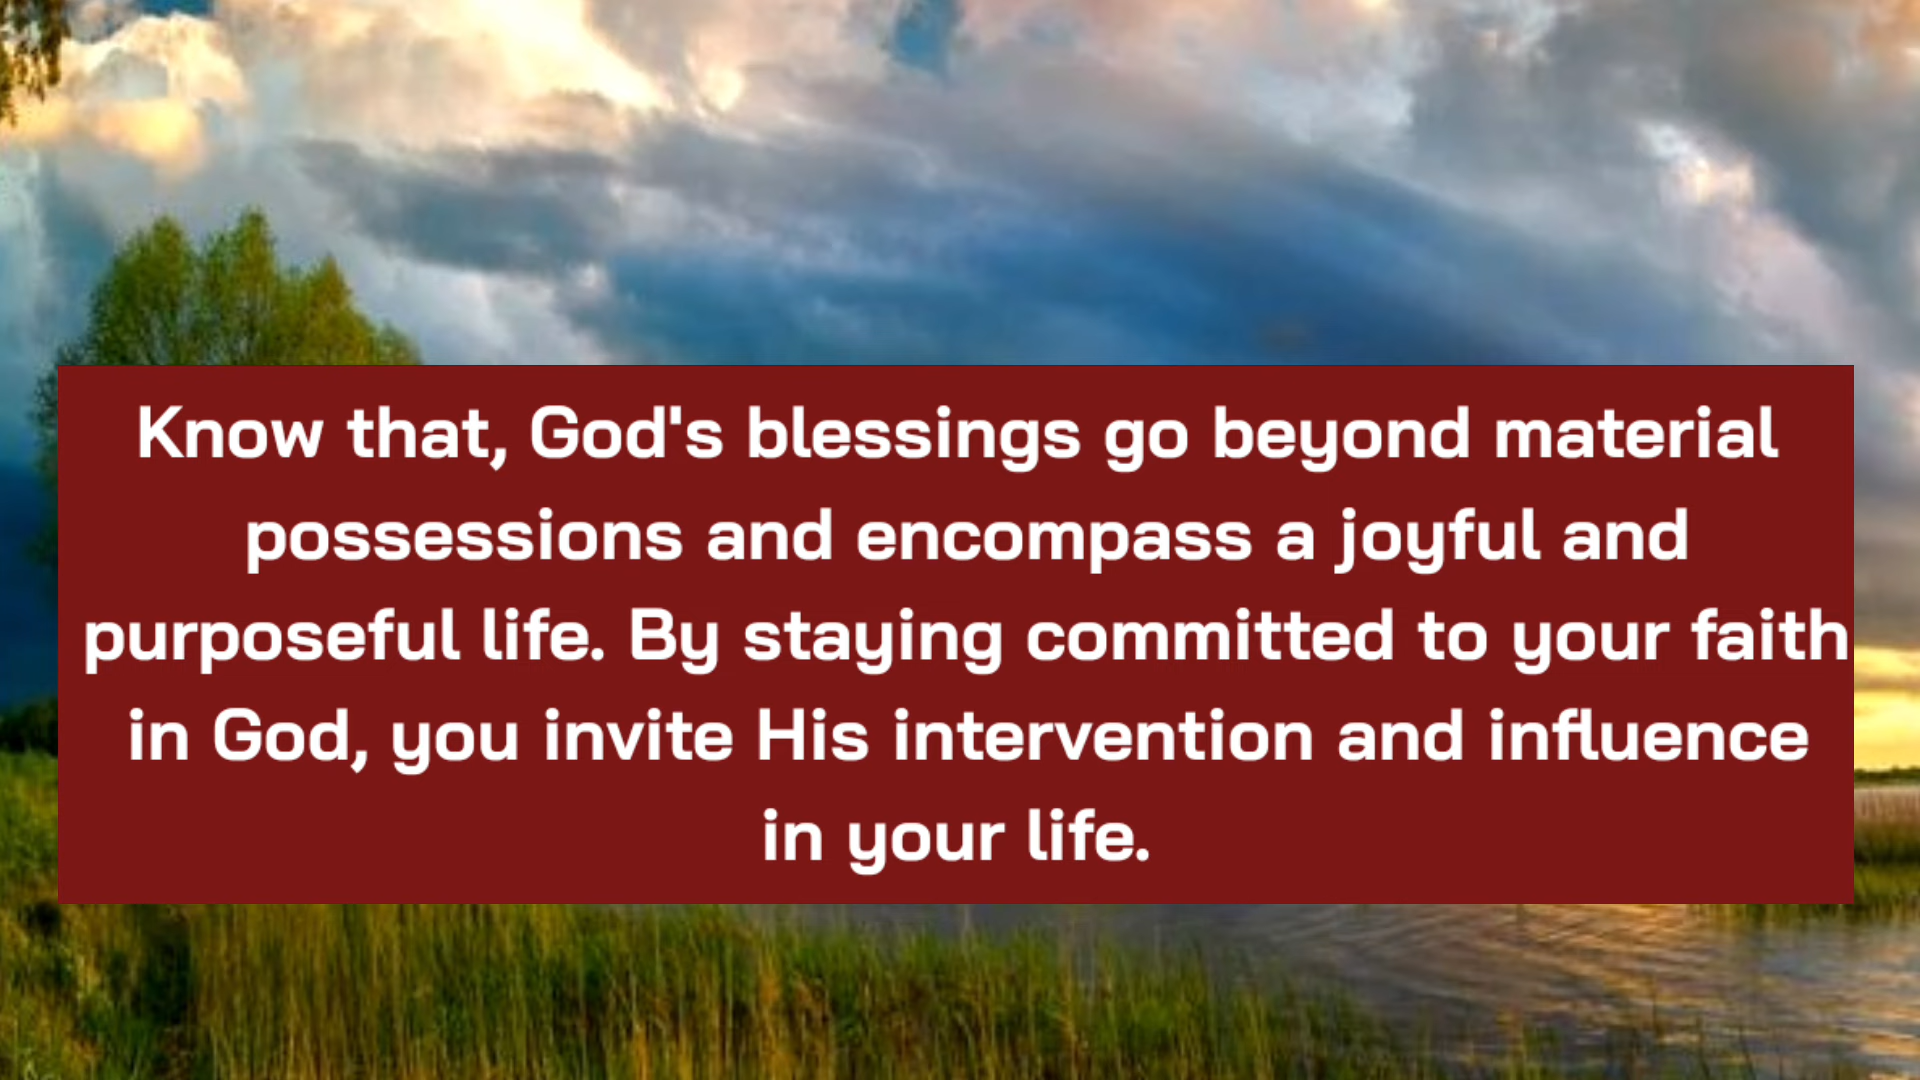 Know that, God's blessings go beyond material
possessions and encompass a joyful and
purposeful life. By staying committed to your faith
in God, you invite His intervention and influence
in your life.